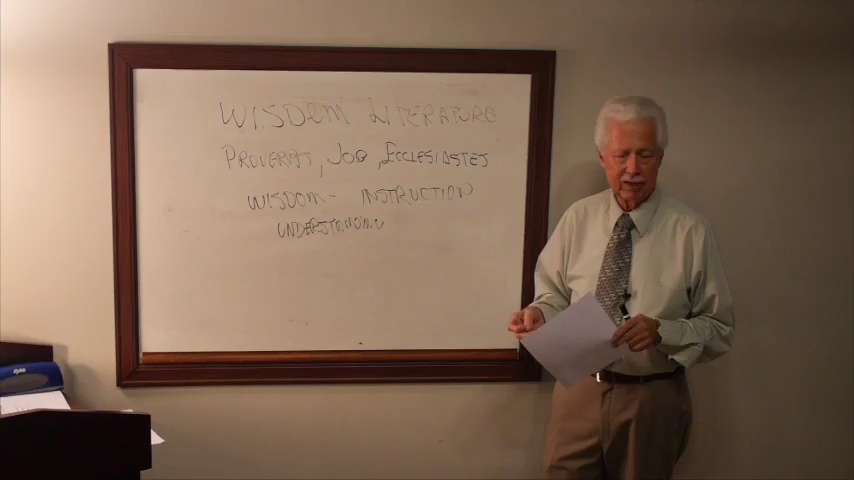 WISDOM LITERATURE
PROVERBS, JOB, ECCLESIASTES
WISDOM- INSTRUCTION
UNDERSTANDING